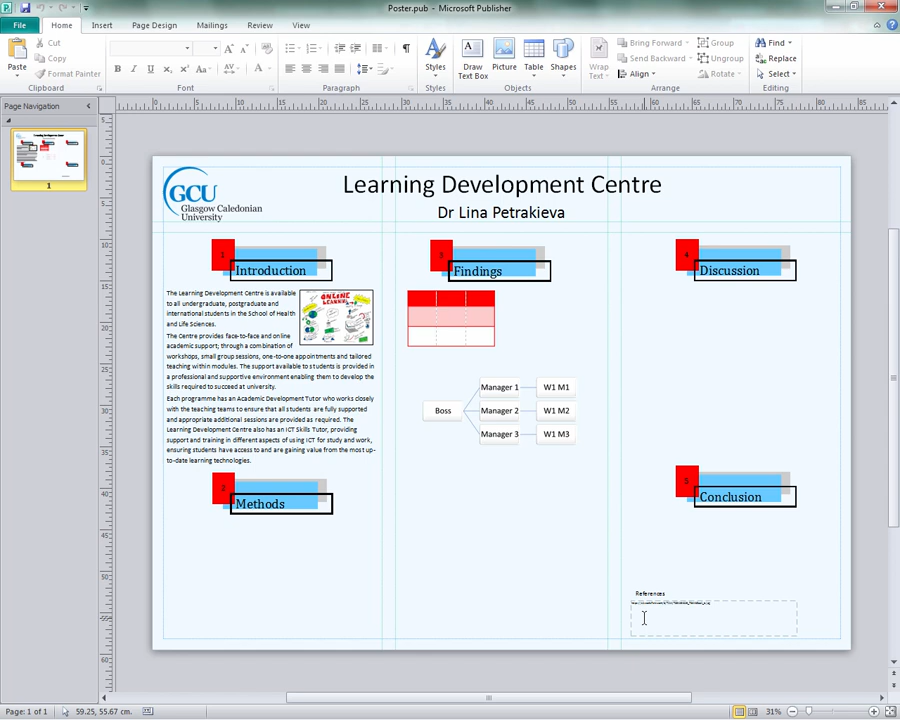 Poster.pub – Microsoft Publisher
File Home Insert Page Design Mailings Review View
Paste
Cut
Copy
Format Painter
Clipboard
B I U
Font
Paragraph
Styles
Styles
Draw Text Box
Picture
Table
Shapes
Objects
Wrap Text
Bring Forward
Send Backward
Align
Group
Ungroup
Rotate
Arrange
Find
Replace
Select
Editing
Page Navigation
1
GCU
Glasgow Caledonian
University
Learning Development Centre
Dr Lina Petrakieva
1
Introduction
The Learning Development Centre is available
to all undergraduate, postgraduate and
international students in the School of Health
and Life Sciences.
The Centre provides face-to-face and online
academic support; through a combination of
workshops, small group sessions, one-to-one appointments and tailored
teaching within modules. The support available to students is provided in
a professional and supportive environment enabling them to develop the
skills required to succeed at university.
Each programme has an Academic Development Tutor who works closely
with the teaching teams to ensure that all students are fully supported
and appropriate additional sessions are provided as required. The
Learning Development Centre also has an ICT Skills Tutor, providing
support and training in different aspects of using ICT for study and work,
ensuring students have access to and are gaining value from the most up-
to-date learning technologies.
ONLINE
2
Methods
3
Findings
Boss
Manager 1 W1 M1
Manager 2 W1 M2
Manager 3 W1 M3
4
Discussion
5
Conclusion
References
Page: 1 of 1
59.25, 55.67 cm.
31%